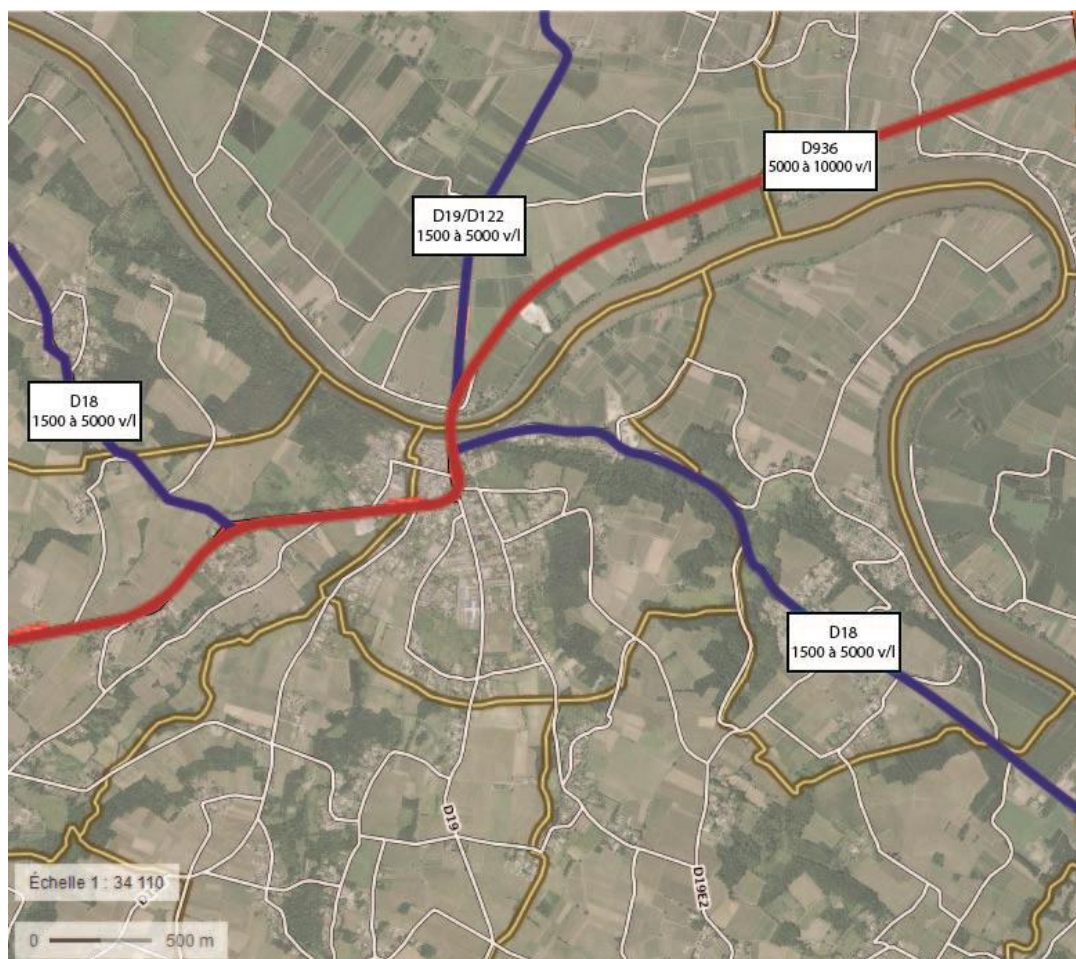 D936
5000 à 10000 v/l
D19/D122
1500 à 5000 v/l
D18
1500 à 5000 v/l
D18
1500 à 5000 v/l
D19
D19E2
Échelle 1 : 34 110
0 500 m